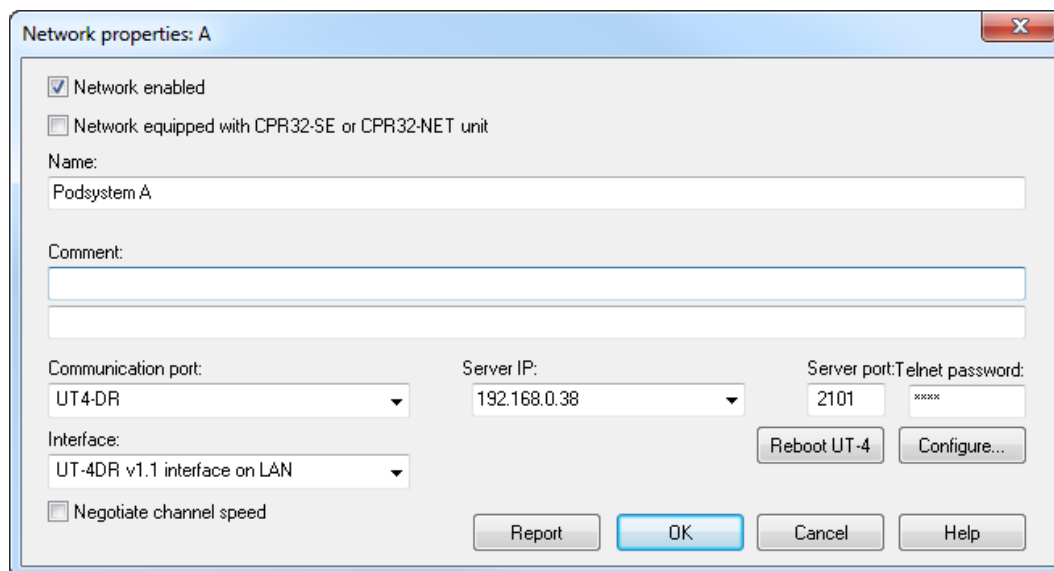 Network properties: A
Network enabled
Network equipped with CPR32-SE or CPR32-NET unit
Name:
Podsystem A
Comment:
Communication port: Server IP: Server port: Telnet password:
UT4-DR 192.168.0.38 2101 ****
Interface: Reboot UT-4 Configure...
UT-4DR v1.1 interface on LAN
Negotiate channel speed
Report OK Cancel Help